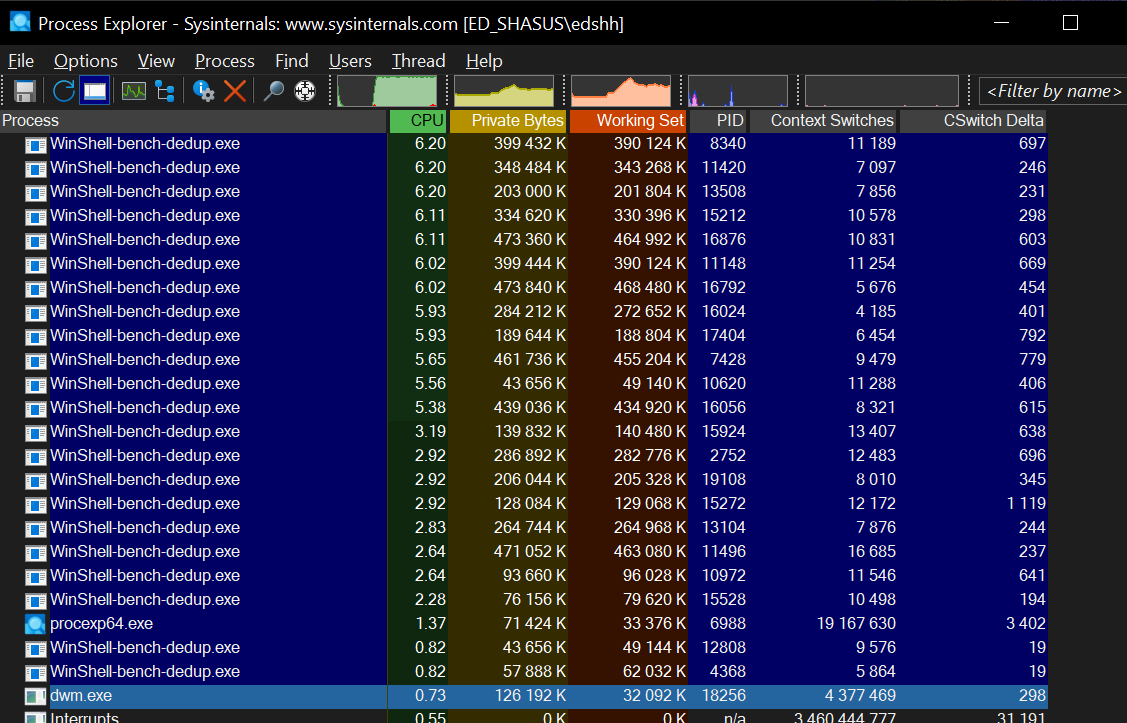 Process Explorer - Sysinternals: www.sysinternals.com [ED_SHASUS\edshh]
File Options View Process Find Users Thread Help
<Filter by name>
Process CPU Private Bytes Working Set PID Context Switches CSwitch Delta
WinShell-bench-dedup.exe 6.20 399 432 K 390 124 K 8340 11 189 697
WinShell-bench-dedup.exe 6.20 348 484 K 343 268 K 11420 7 097 246
WinShell-bench-dedup.exe 6.20 203 000 K 201 804 K 13508 7 856 231
WinShell-bench-dedup.exe 6.11 334 620 K 330 396 K 15212 10 578 298
WinShell-bench-dedup.exe 6.11 473 360 K 464 992 K 16876 10 831 603
WinShell-bench-dedup.exe 6.02 399 444 K 390 124 K 11148 11 254 669
WinShell-bench-dedup.exe 6.02 473 840 K 468 480 K 16792 5 676 454
WinShell-bench-dedup.exe 5.93 284 212 K 272 652 K 16024 4 185 401
WinShell-bench-dedup.exe 5.93 189 644 K 188 804 K 17404 6 454 792
WinShell-bench-dedup.exe 5.65 461 736 K 455 204 K 7428 9 479 779
WinShell-bench-dedup.exe 5.56 43 656 K 49 140 K 10620 11 288 406
WinShell-bench-dedup.exe 5.38 439 036 K 434 920 K 16056 8 321 615
WinShell-bench-dedup.exe 3.19 139 832 K 140 480 K 15924 13 407 638
WinShell-bench-dedup.exe 2.92 286 892 K 282 776 K 2752 12 483 696
WinShell-bench-dedup.exe 2.92 206 044 K 205 328 K 19108 8 010 345
WinShell-bench-dedup.exe 2.92 128 084 K 129 068 K 15272 12 172 1 119
WinShell-bench-dedup.exe 2.83 264 744 K 264 968 K 13104 7 876 244
WinShell-bench-dedup.exe 2.64 471 052 K 463 080 K 11496 16 685 237
WinShell-bench-dedup.exe 2.64 93 660 K 96 028 K 10972 11 546 641
WinShell-bench-dedup.exe 2.28 76 156 K 79 620 K 15528 10 498 194
procexp64.exe 1.37 71 424 K 33 376 K 6988 19 167 630 3 402
WinShell-bench-dedup.exe 0.82 43 656 K 49 144 K 12808 9 576 19
WinShell-bench-dedup.exe 0.82 57 888 K 62 032 K 4368 5 864 19
dwm.exe 0.73 126 192 K 32 092 K 18256 4 377 469 298
Interrupts 0.55 0 K 0 K n/a 3 460 444 777 31 191